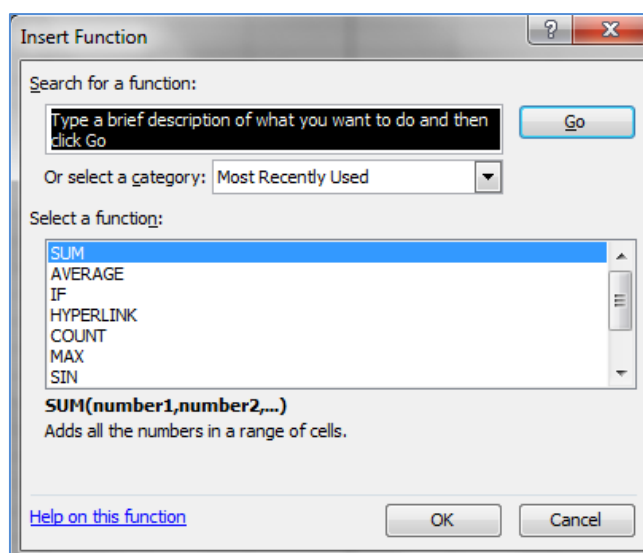 Insert Function
?
X
Search for a function:
Type a brief description of what you want to do and then
click Go
Go
Or select a category: Most Recently Used
Select a function:
SUM
AVERAGE
IF
HYPERLINK
COUNT
MAX
SIN
SUM(number1,number2,...)
Adds all the numbers in a range of cells.
Help on this function
OK
Cancel